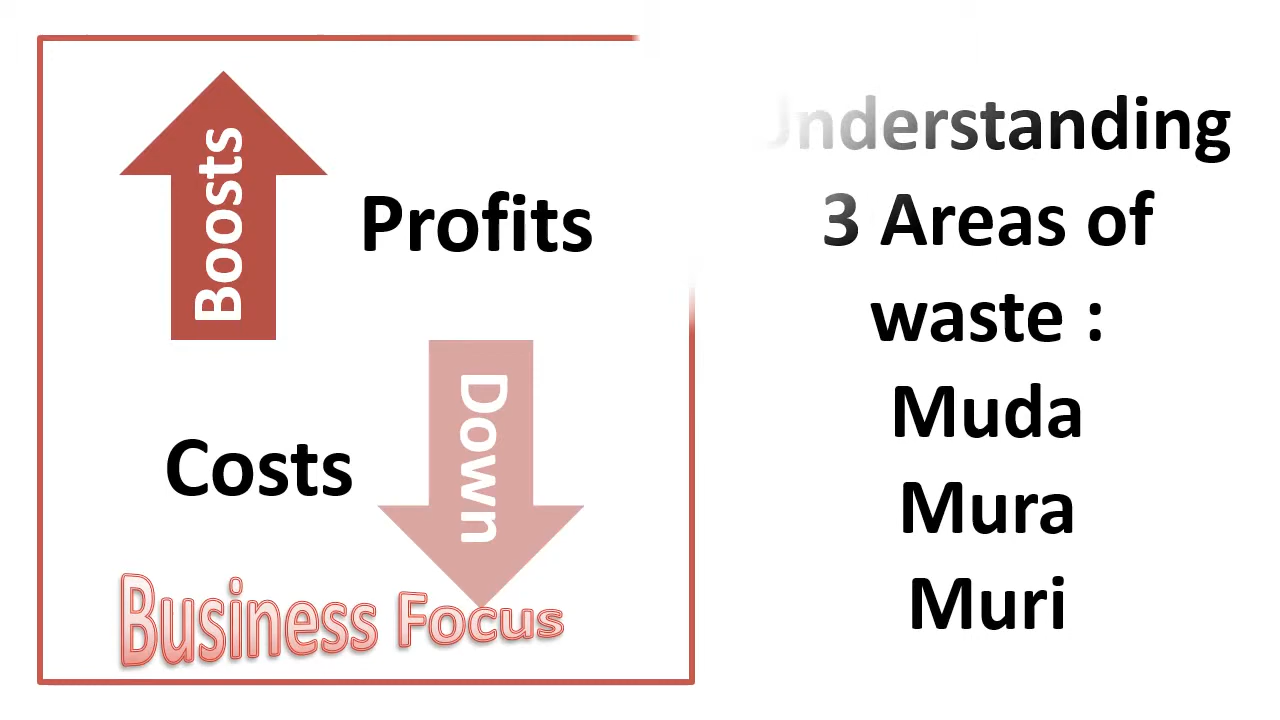 Boosts
Profits
Costs
Down
Business Focus
Understanding
3 Areas of
waste :
Muda
Mura
Muri